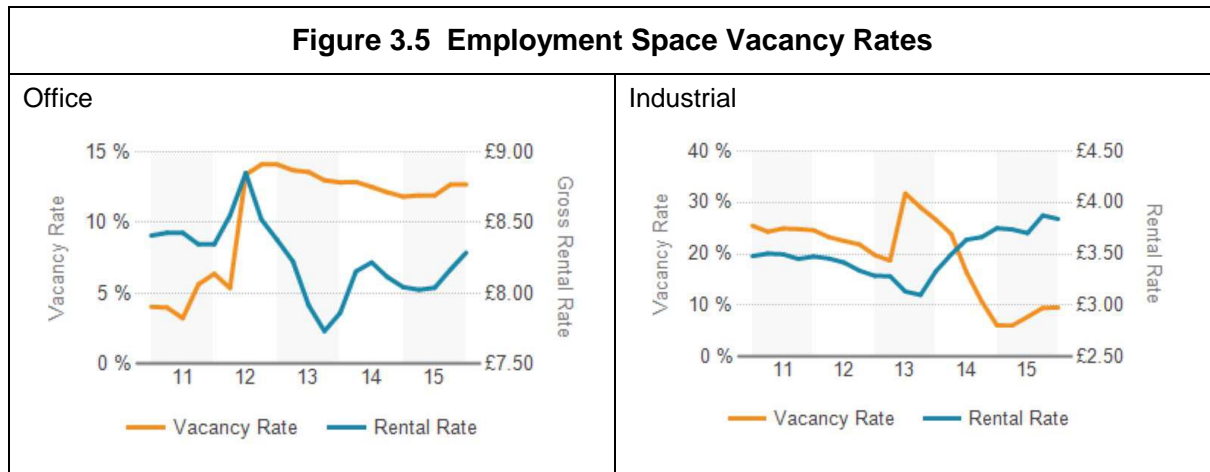 Figure 3.5 Employment Space Vacancy Rates
Office
15 %
10 %
5 %
0 %
Vacancy Rate
£9.00
£8.50
£8.00
£7.50
Gross Rental Rate
11 12 13 14 15
Vacancy Rate Rental Rate
Industrial
40 %
30 %
20 %
10 %
0 %
Vacancy Rate
£4.50
£4.00
£3.50
£3.00
£2.50
Rental Rate
11 12 13 14 15
Vacancy Rate Rental Rate